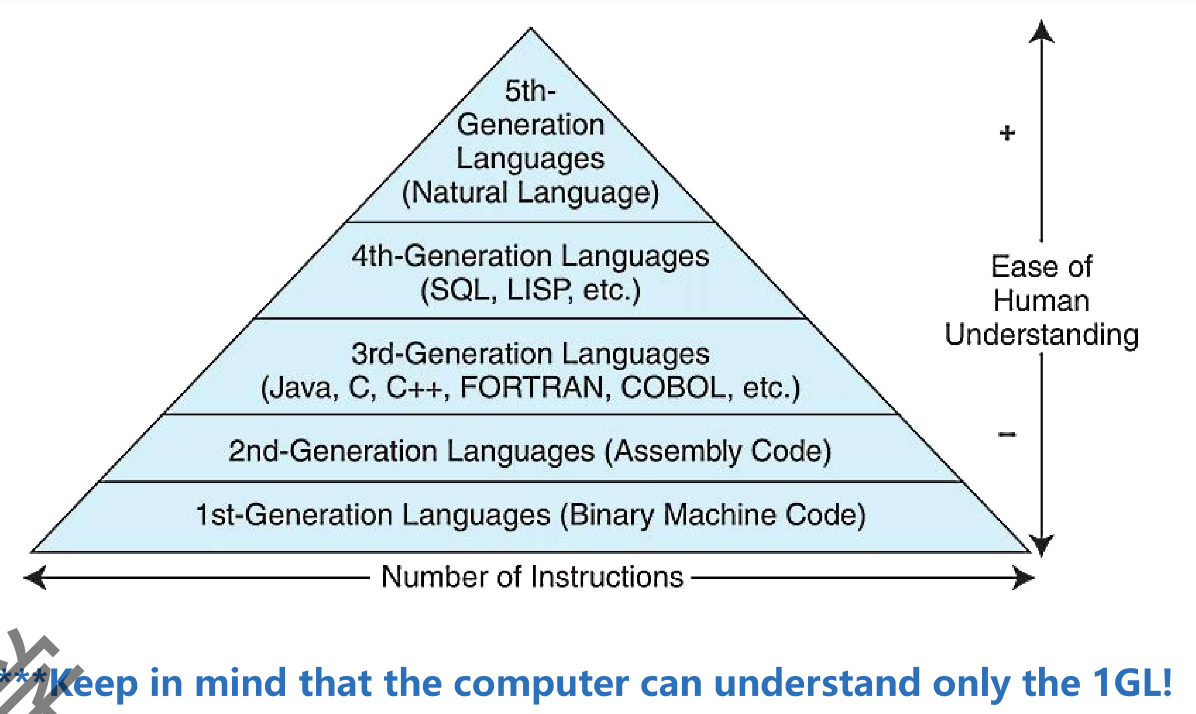 5th-
Generation
Languages
(Natural Language)
4th-Generation Languages
(SQL, LISP, etc.)
3rd-Generation Languages
(Java, C, C++, FORTRAN, COBOL, etc.)
2nd-Generation Languages (Assembly Code)
1st-Generation Languages (Binary Machine Code)
+
Ease of
Human
Understanding
–
Number of Instructions
***Keep in mind that the computer can understand only the 1GL!